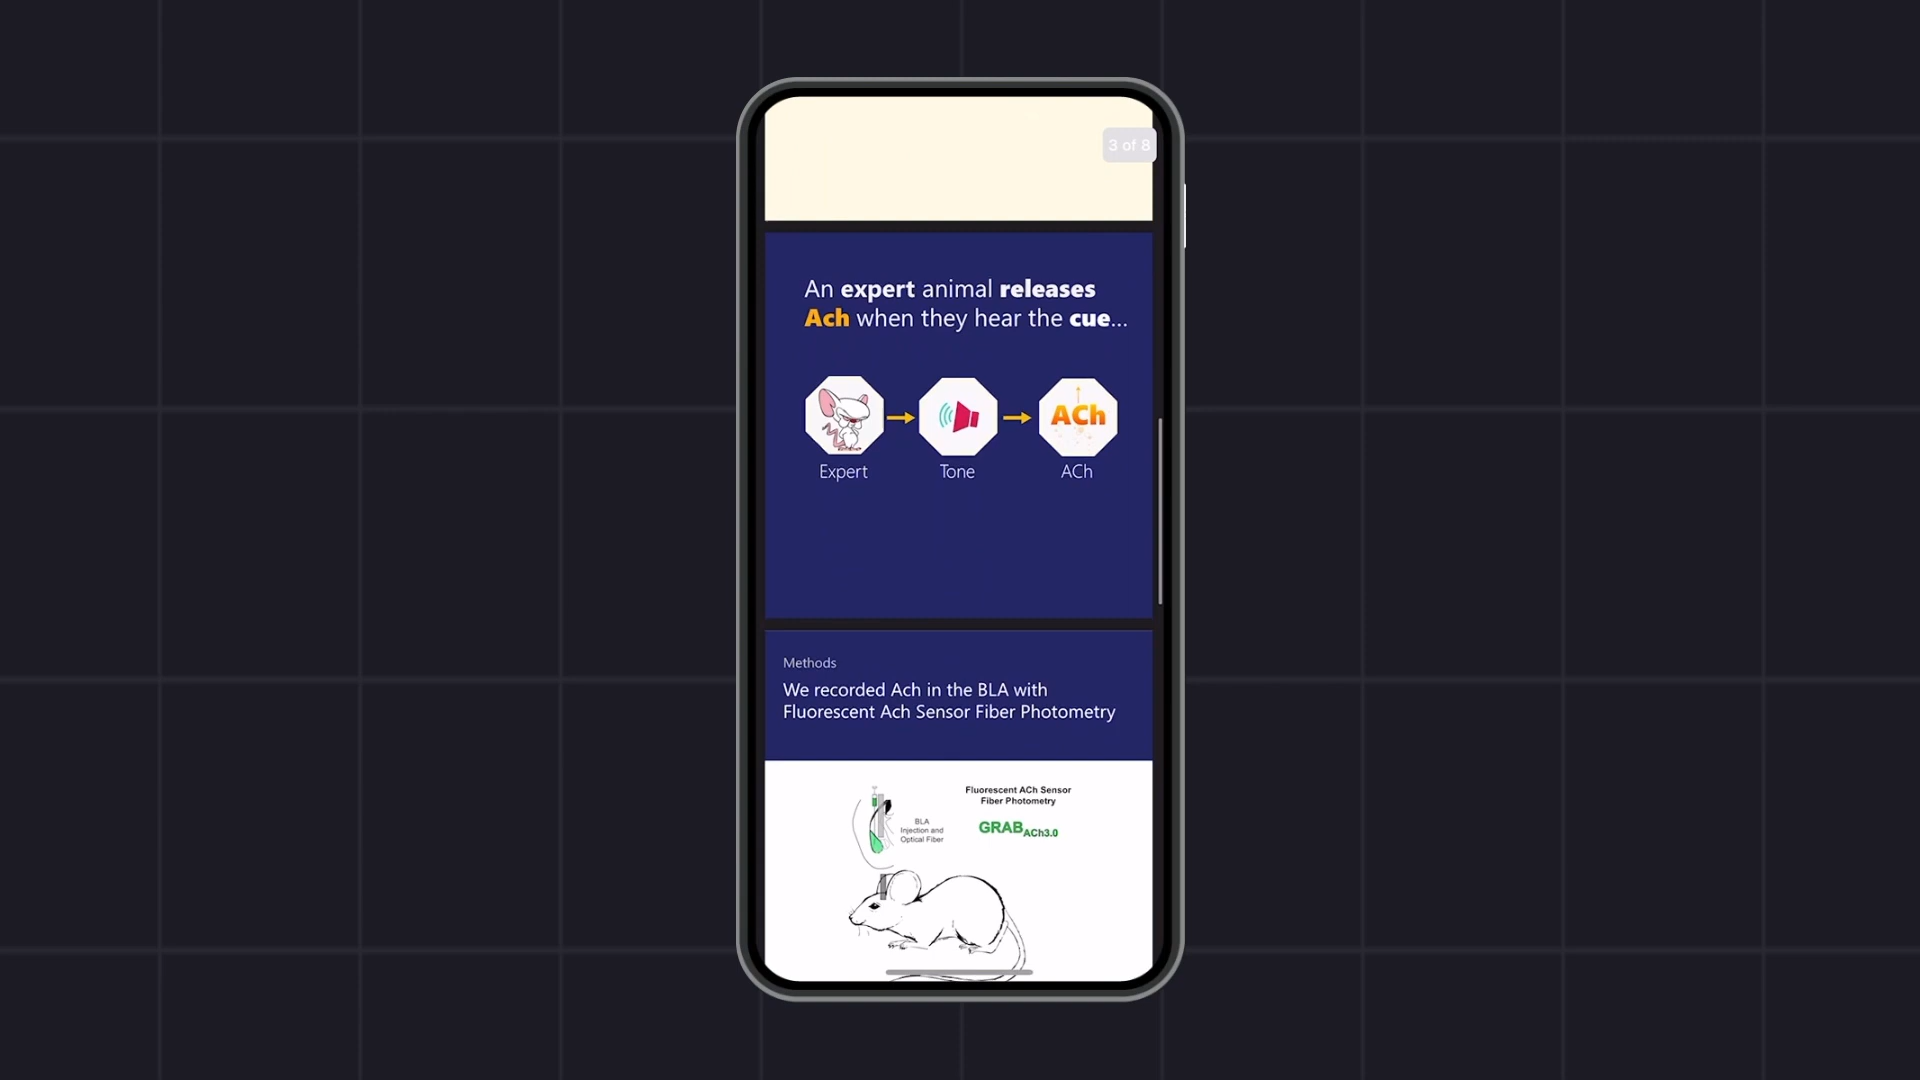 3 of 8
An expert animal releases
Ach when they hear the cue...
ACh
Expert
Tone
ACh
Methods
We recorded Ach in the BLA with
Fluorescent Ach Sensor Fiber Photometry
Fluorescent ACh Sensor
Fiber Photometry
BLA
Injection and
Optical Fiber
GRABACh3.0